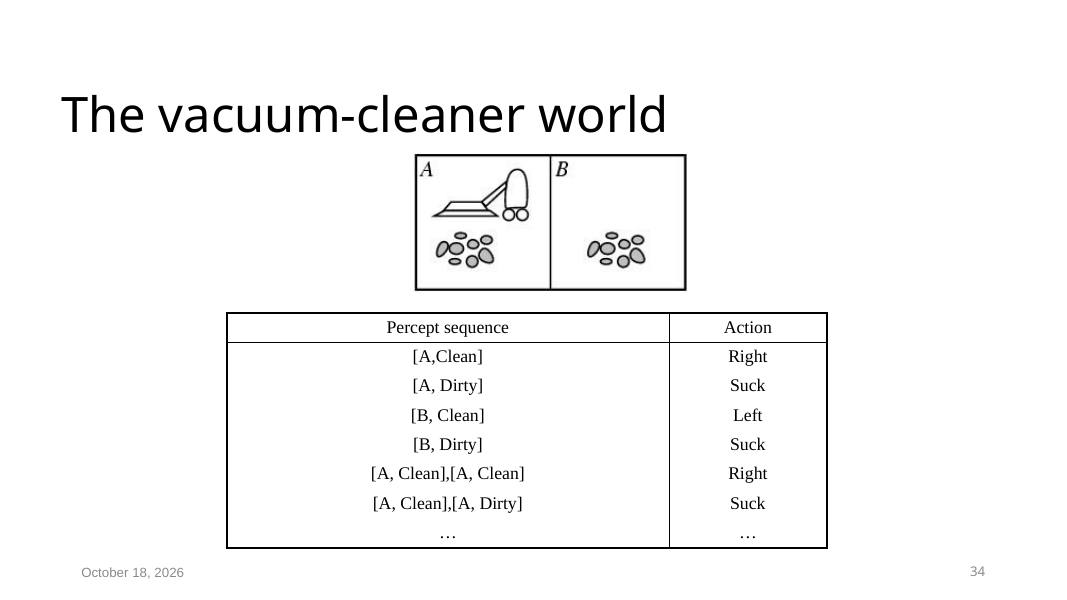 The vacuum-cleaner world
A B
Percept sequence Action
[A,Clean] Right
[A, Dirty] Suck
[B, Clean] Left
[B, Dirty] Suck
[A, Clean],[A, Clean] Right
[A, Clean],[A, Dirty] Suck
… …
October 18, 2026 34